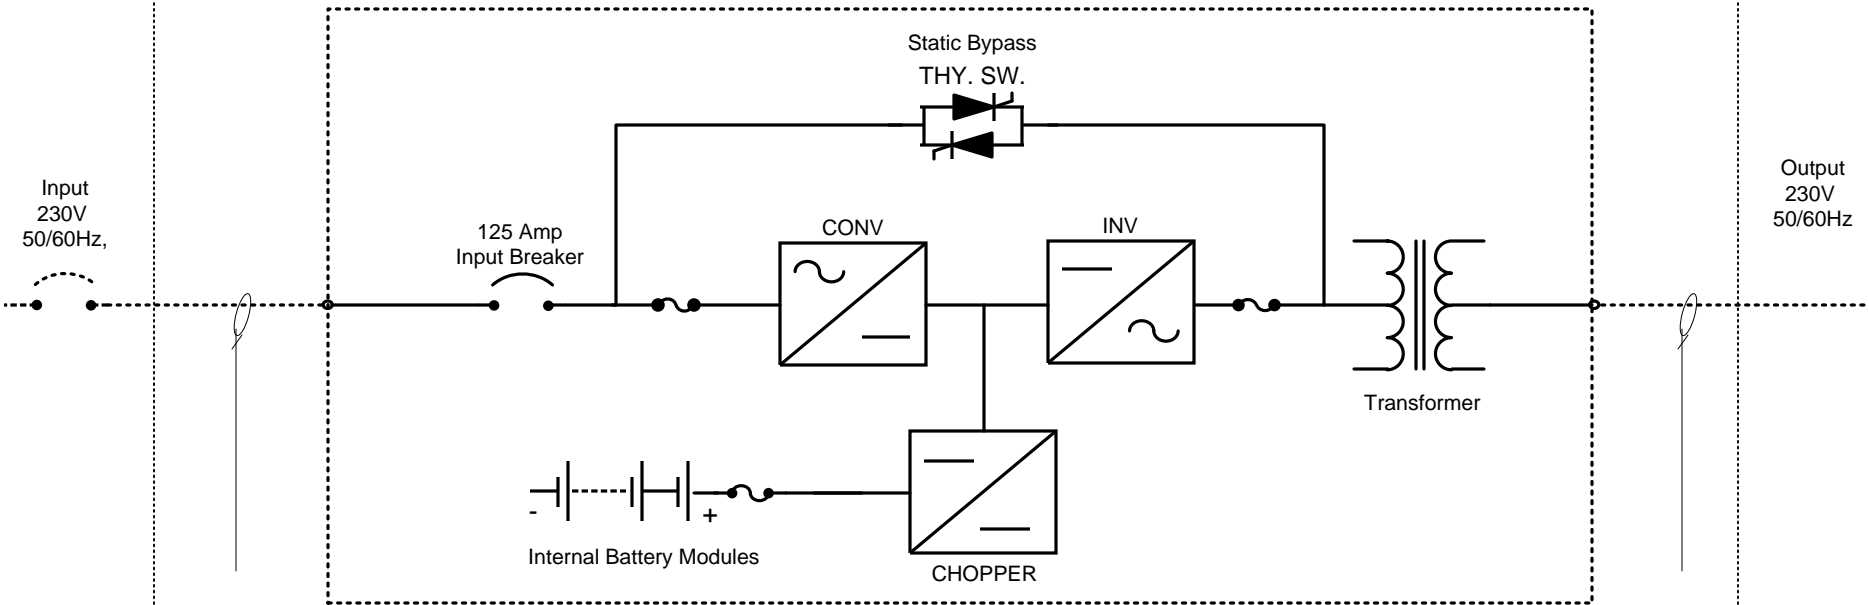 Static Bypass
THY. SW.
Input
230V
50/60Hz,
125 Amp
Input Breaker
CONV
INV
Output
230V
50/60Hz
Transformer
-
+
Internal Battery Modules
CHOPPER